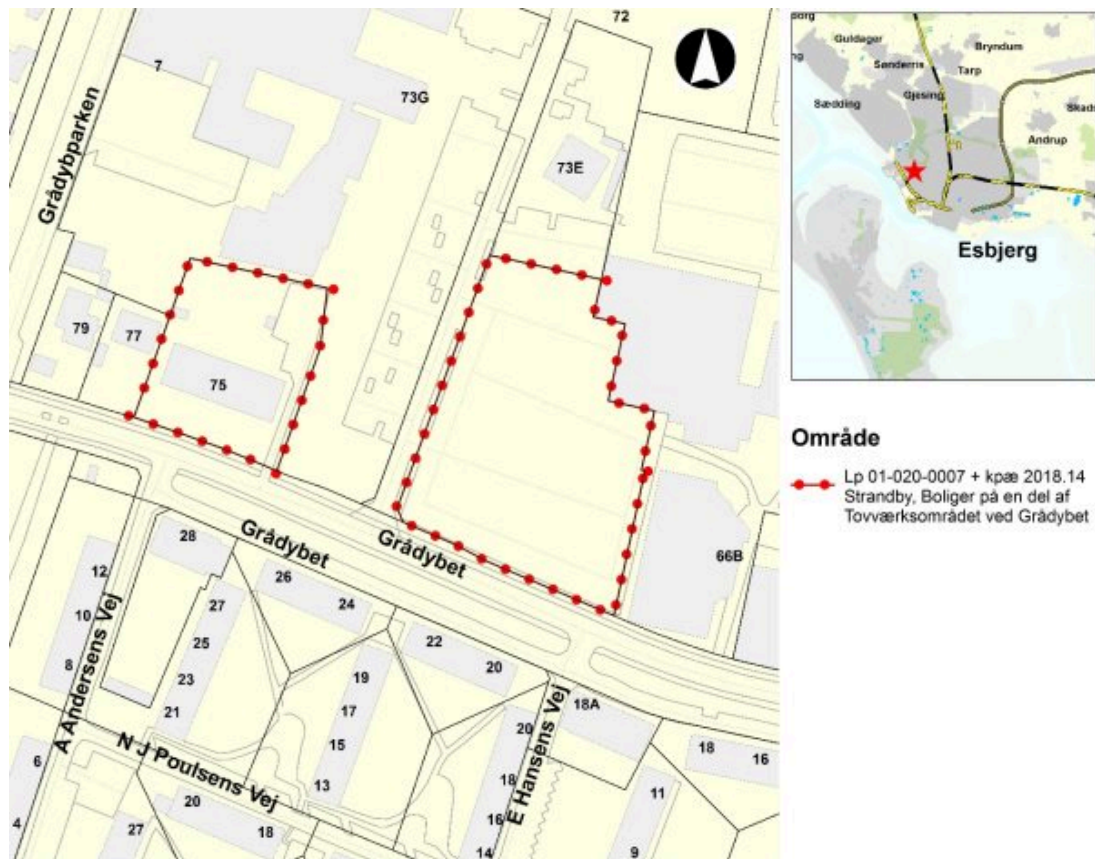 72
7
73G
Grådybparken
73E
79
77
75
66B
Grådybet
Grådybet
28
26
24
22
20
12
10
8
27
25
23
21
19
17
15
13
A Andersens Vej
N J Poulsens Vej
E Hansens Vej
18A
20
18
16
14
18
16
11
9
6
4
20
18
27
Guldager
Bryndum
Sønderris
Tarp
Gjesing
Sædding
Skads
Andrup
Esbjerg
Område
Lp 01-020-0007 + kpæ 2018.14
Strandby, Boliger på en del af
Tovværksområdet ved Grådybet